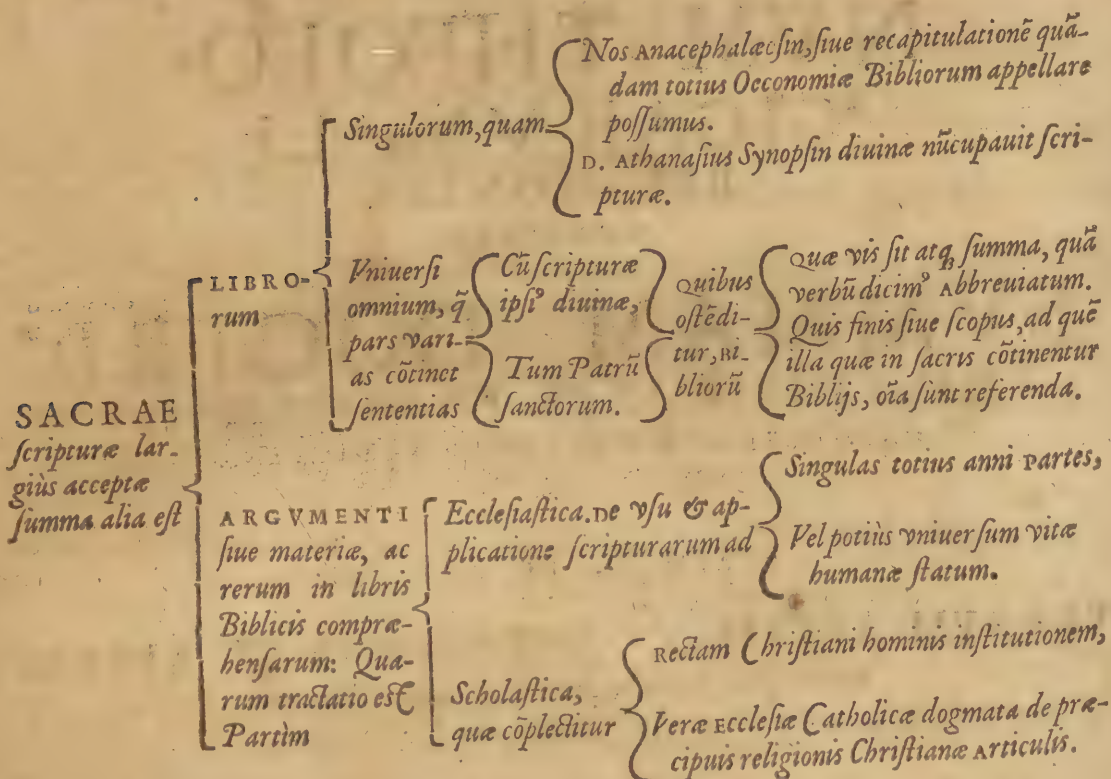 SACRAE
ſcripturæ lar-
giùs acceptæ
ſumma alia eſt
LIBRO-
rum
Singulorum, quam
Nos Anacephalæoſin, ſiue recapitulationē quā-
dam totius Oeconomiæ Bibliorum appellare
poſſumus.
D. Athanaſius Synopſin diuinæ nūcupauit ſcri-
pturæ.
Vniuerſi
omnium, q̃
pars vari-
as cōtinet
ſententias
Cū ſcripturæ
ipſiꝰ diuinæ,
Tum Patrū
ſanctorum.
Quibus
oſtēdi-
tur, Bi-
bliorū
Quæ vis ſit atq; ſumma, quā
verbū dicimꝰ Abbreuiatum.
Quis finis ſiue ſcopus, ad quē
illa quæ in ſacris cōtinentur
Biblijs, oīa ſunt referenda.
ARGVMENTI
ſiue materiæ, ac
rerum in libris
Biblicis compræ-
henſarum: Qua-
rum tractatio eſt
Partìm
Eccleſiaſtica. De vſu & ap-
plicatione ſcripturarum ad
Singulas totius anni partes,
Vel potiùs vniuerſum vitæ
humanæ ſtatum.
Scholaſtica,
quæ cōplectitur
Rectam Chriſtiani hominis inſtitutionem,
Veræ Eccleſiæ Catholicæ dogmata de præ-
cipuis religionis Chriſtianæ Articulis.